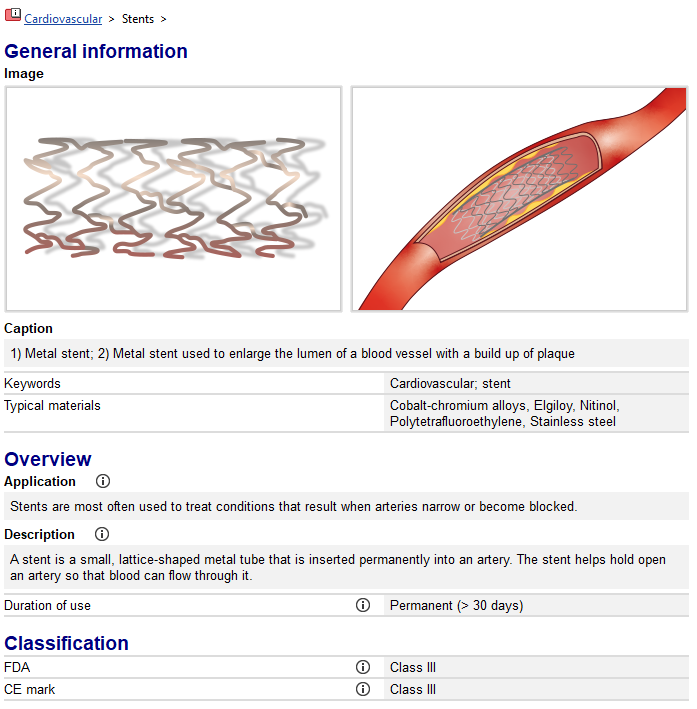 Cardiovascular > Stents >
General information
Image
Caption
1) Metal stent; 2) Metal stent used to enlarge the lumen of a blood vessel with a build up of plaque
Keywords Cardiovascular; stent
Typical materials Cobalt-chromium alloys, Elgiloy, Nitinol,
Polytetrafluoroethylene, Stainless steel
Overview
Application
Stents are most often used to treat conditions that result when arteries narrow or become blocked.
Description
A stent is a small, lattice-shaped metal tube that is inserted permanently into an artery. The stent helps hold open
an artery so that blood can flow through it.
Duration of use Permanent (> 30 days)
Classification
FDA Class III
CE mark Class III